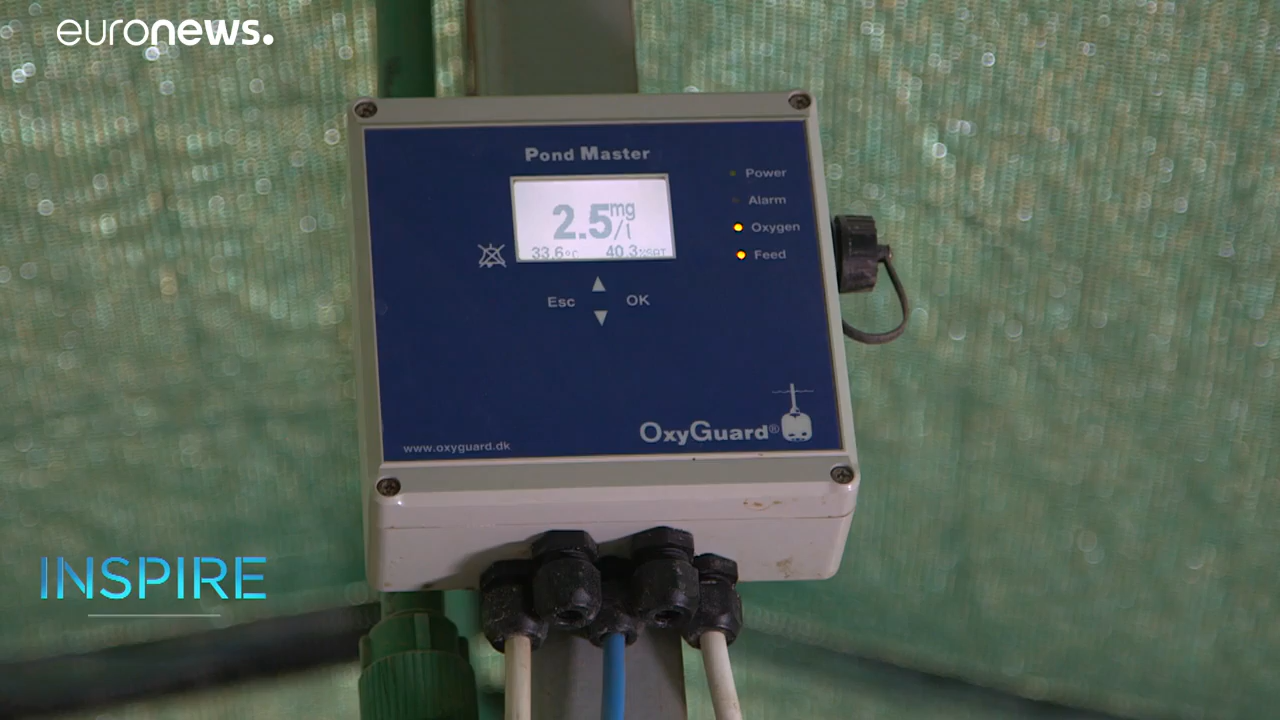 euronews.
Pond Master
Power
Alarm
Oxygen
Feed
2.5 mg/l
33.6°C 40.3%SAT
Esc OK
www.oxyguard.dk
OxyGuard®
INSPIRE